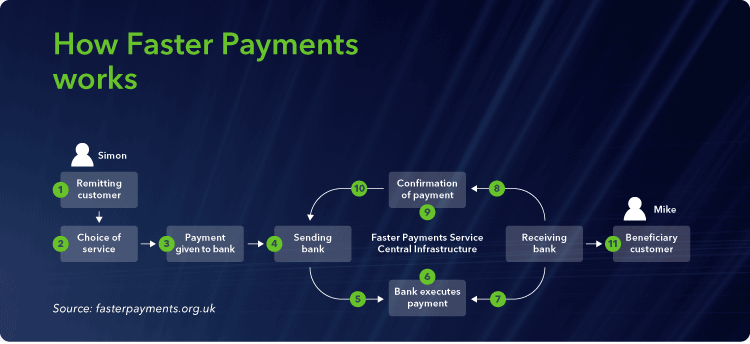 How Faster Payments
works
Simon
1
Remitting
customer
2
Choice of
service
3
Payment
given to bank
4
Sending
bank
10
Confirmation
of payment
8
9
Faster Payments Service
Central Infrastructure
6
5
Bank executes
payment
7
Receiving
bank
Mike
11
Beneficiary
customer
Source: fasterpayments.org.uk